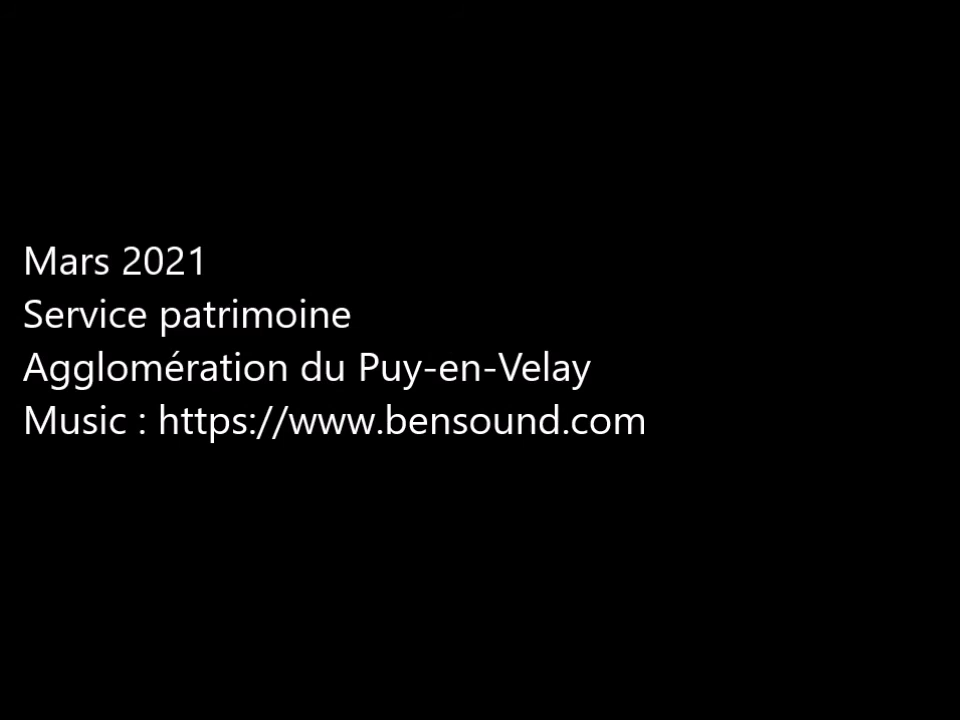 Mars 2021
Service patrimoine
Agglomération du Puy-en-Velay
Music : https://www.bensound.com